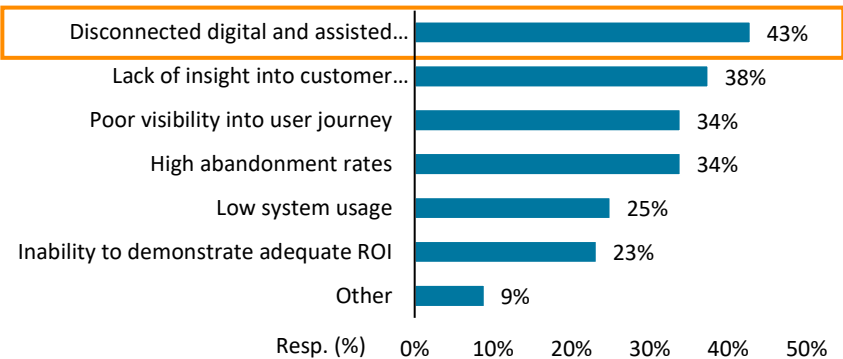 Disconnected digital and assisted… 43%
Lack of insight into customer… 38%
Poor visibility into user journey 34%
High abandonment rates 34%
Low system usage 25%
Inability to demonstrate adequate ROI 23%
Other 9%
Resp. (%) 0% 10% 20% 30% 40% 50%